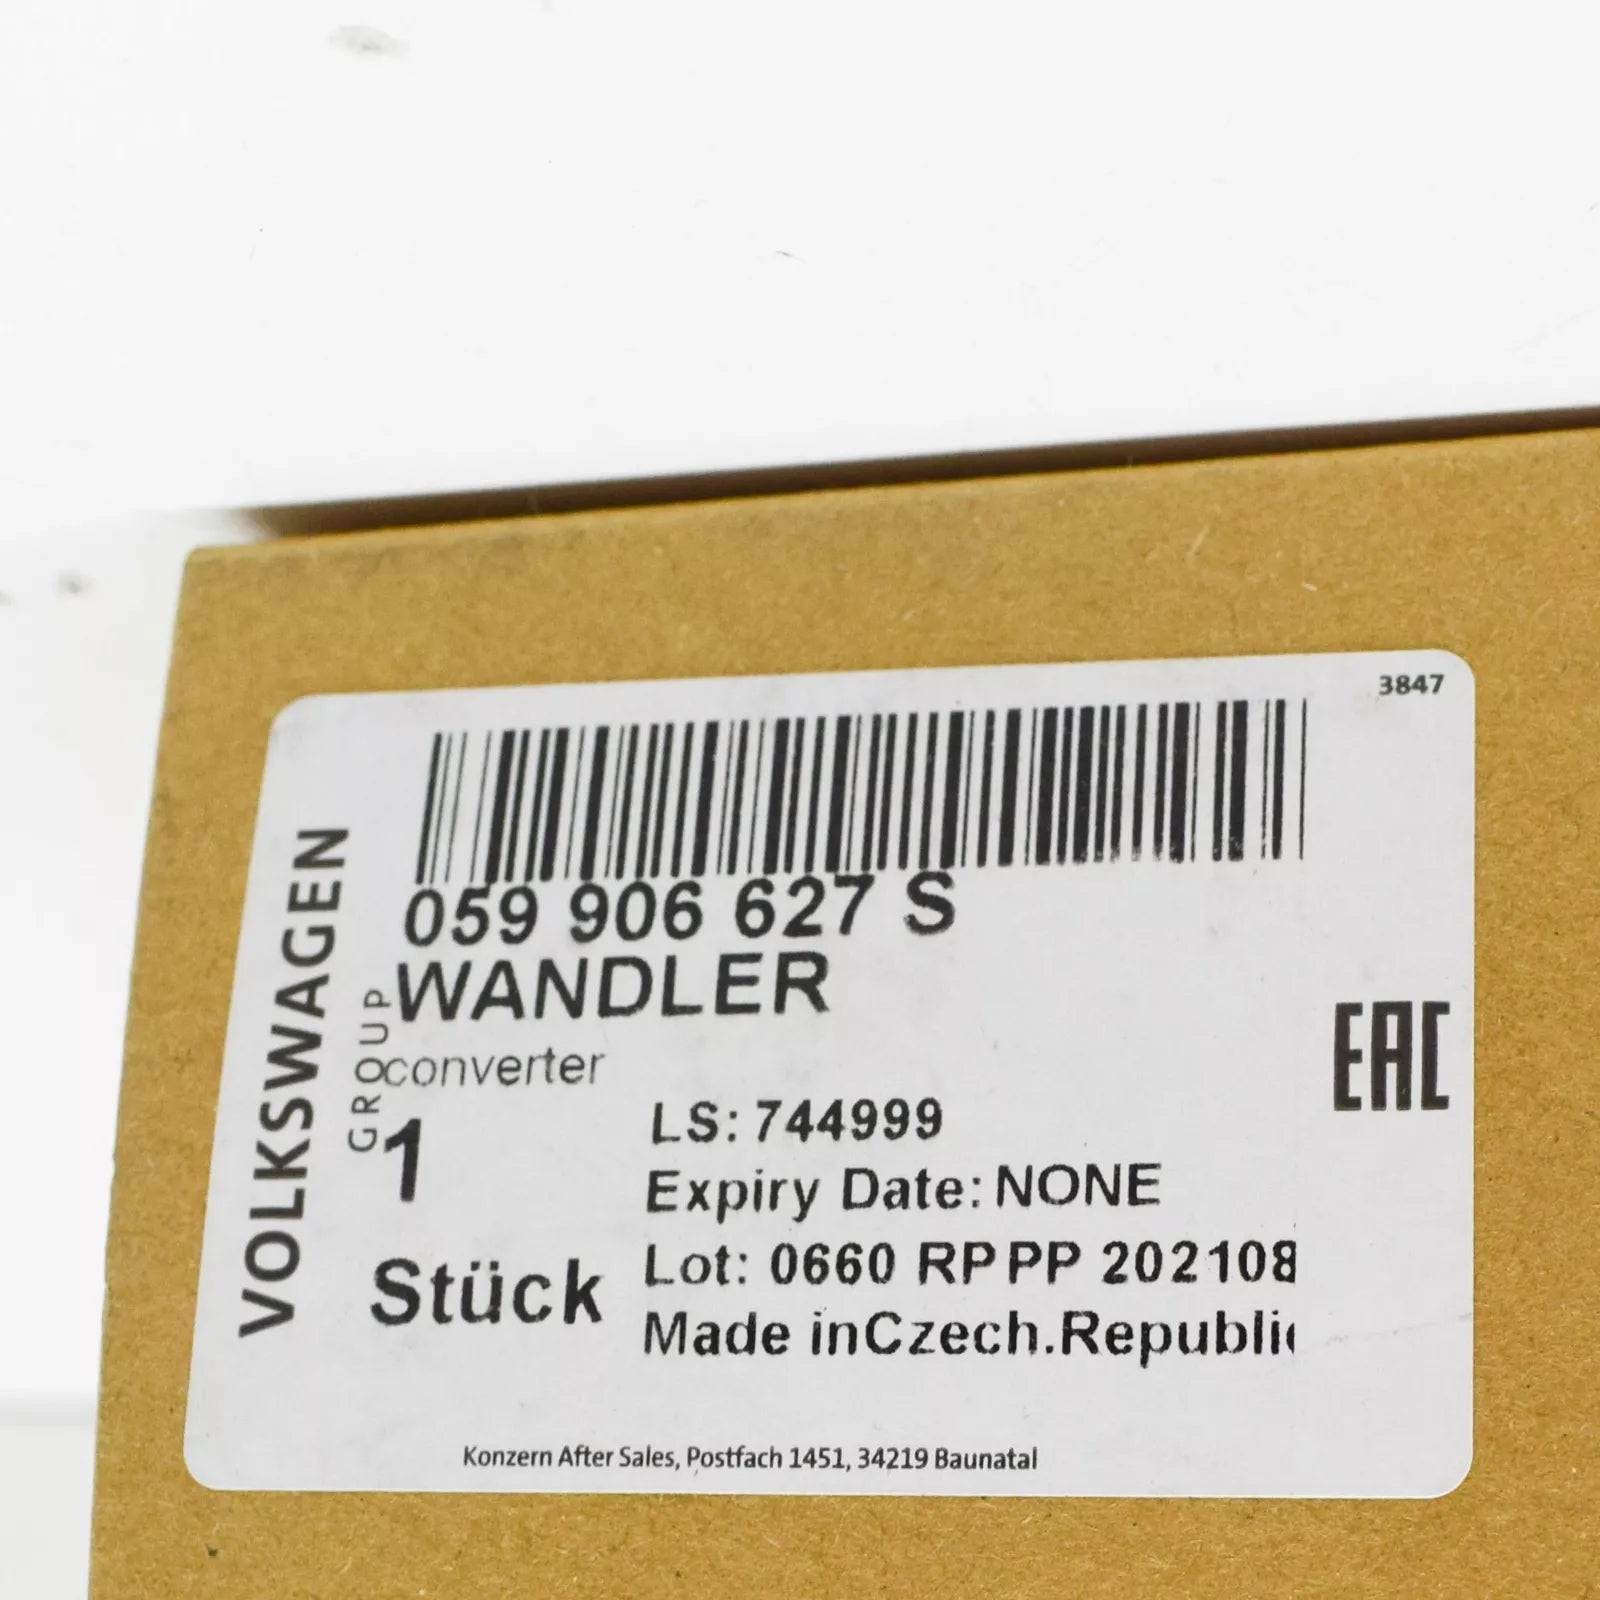 3847
059 906 627 S
WANDLER
converter
1
Stück
LS: 744999
Expiry Date: NONE
Lot: 0660 RPPP 202108
Made inCzech.Republic
VOLKSWAGEN
GROUP
EAC
Konzern After Sales, Postfach 1451, 34219 Baunatal